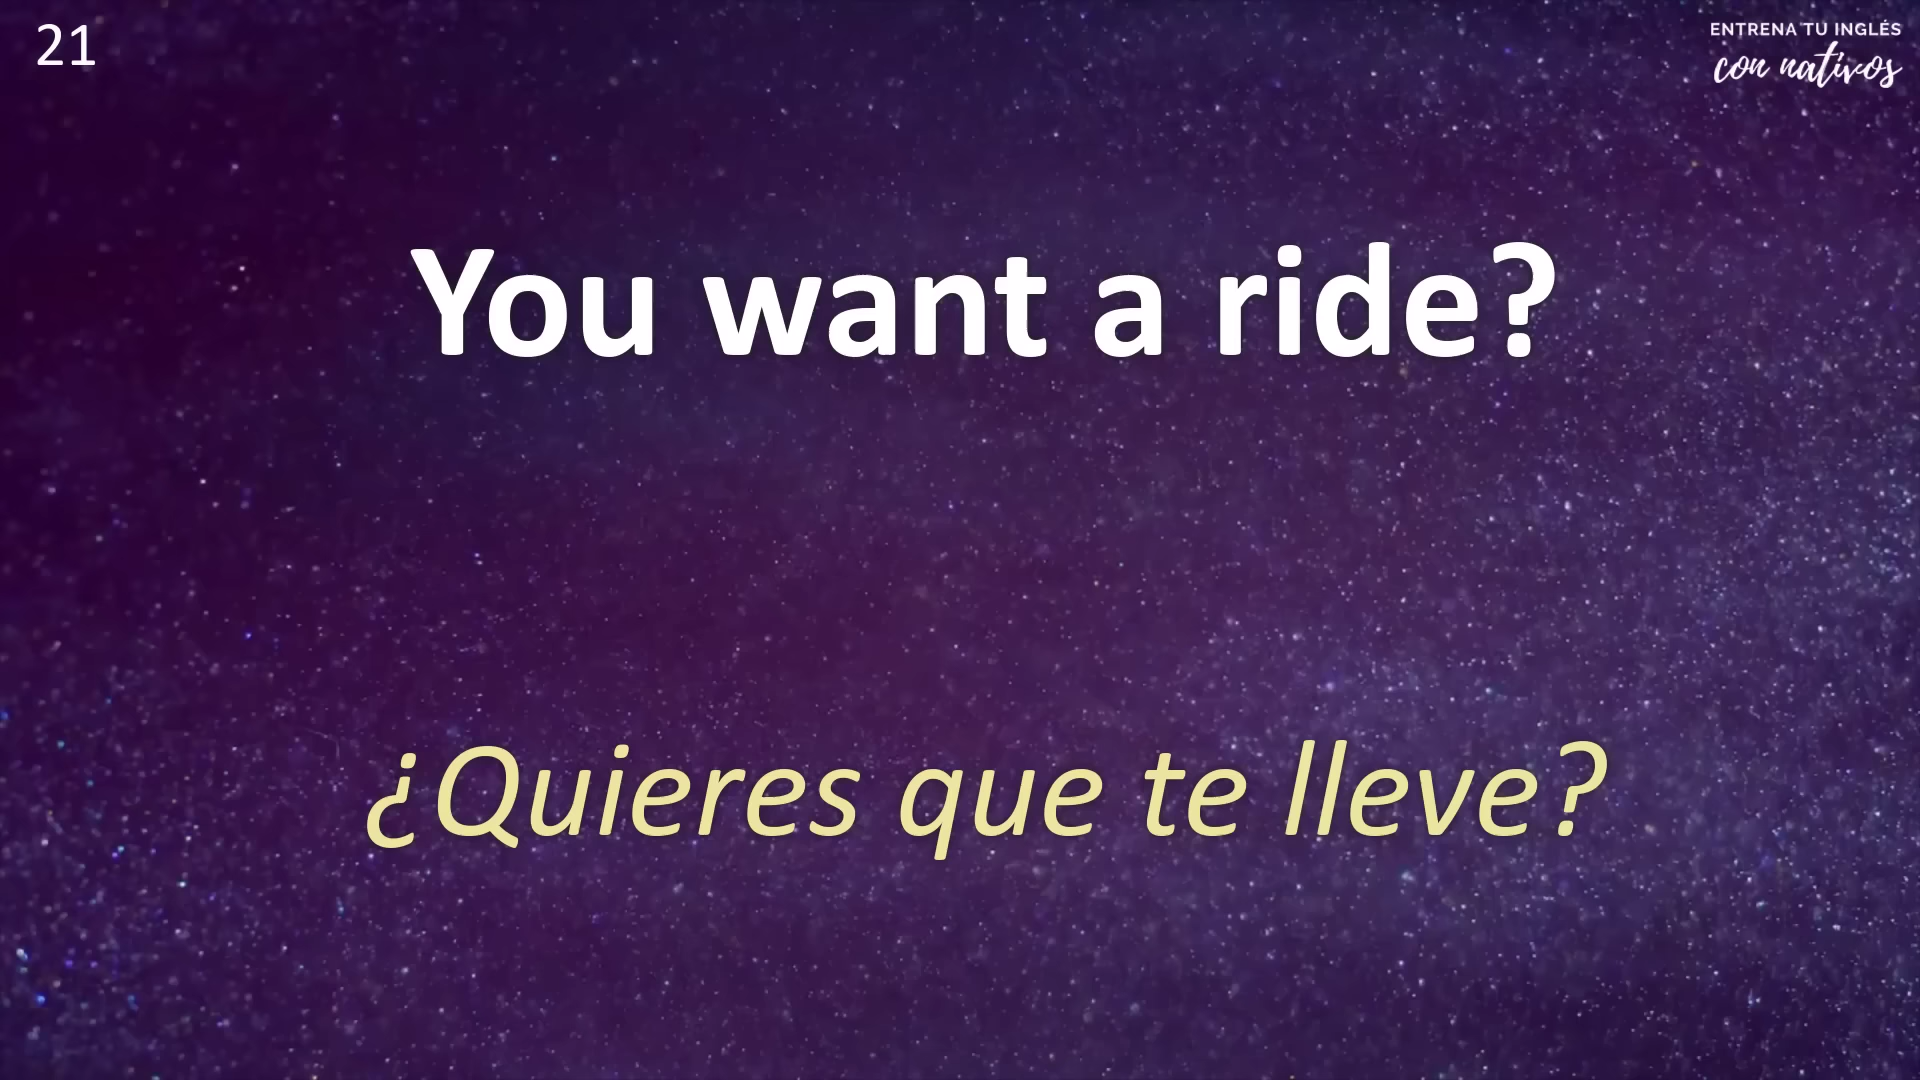 21
ENTRENA TU INGLÉS
con nativos
You want a ride?
¿Quieres que te lleve?